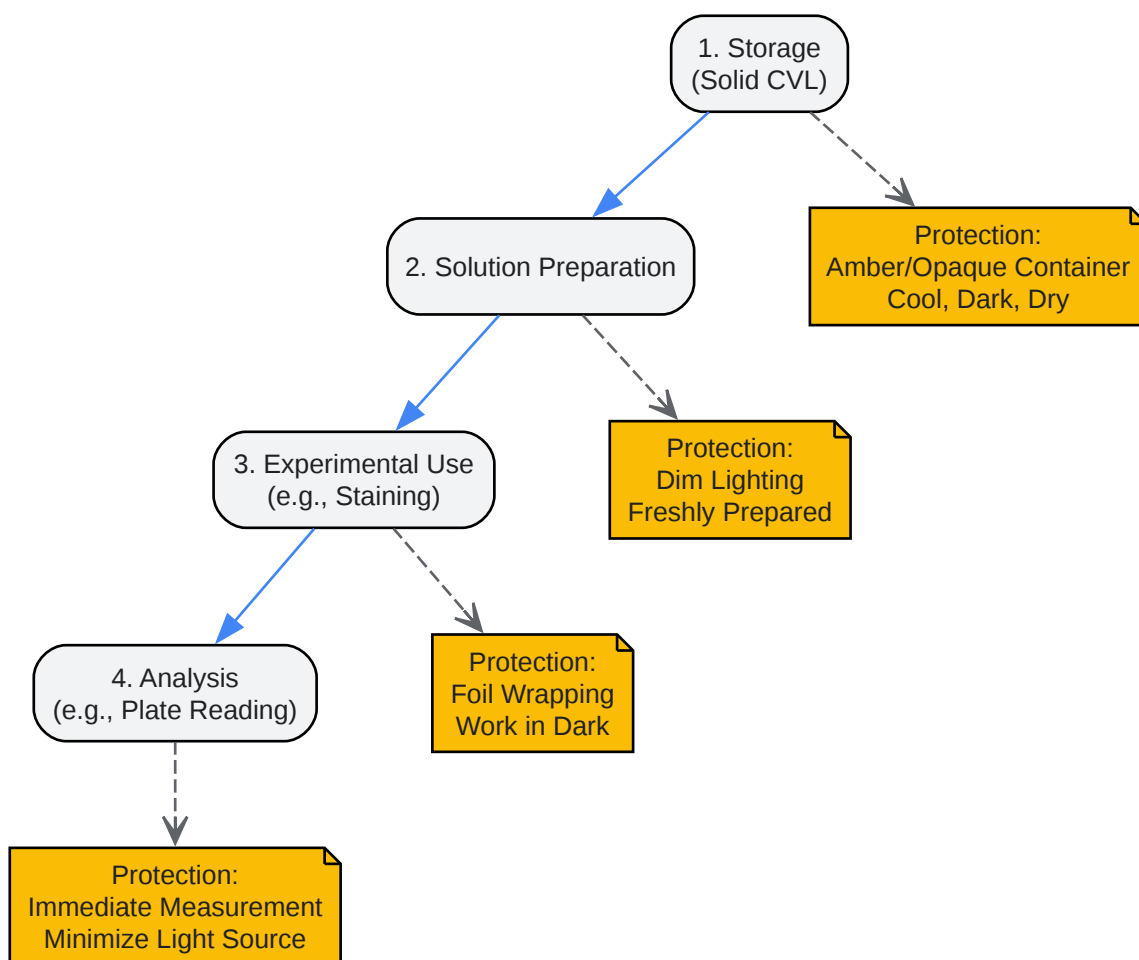 1. Storage
(Solid CVL)
Protection:
Amber/Opaque Container
Cool, Dark, Dry
2. Solution Preparation
Protection:
Dim Lighting
Freshly Prepared
3. Experimental Use
(e.g., Staining)
Protection:
Foil Wrapping
Work in Dark
4. Analysis
(e.g., Plate Reading)
Protection:
Immediate Measurement
Minimize Light Source